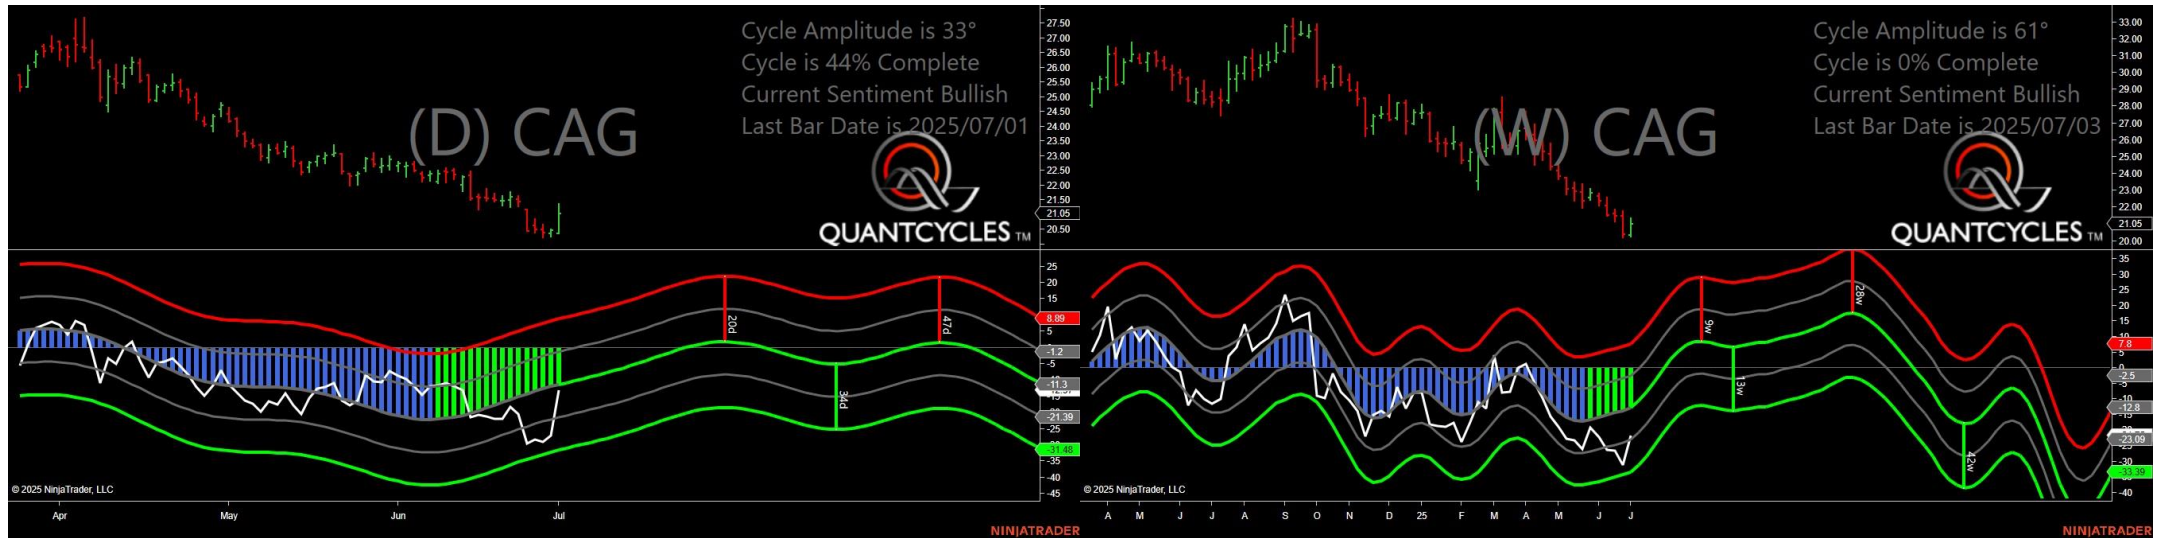 Cycle Amplitude is 33°
Cycle is 44% Complete
Current Sentiment Bullish
Last Bar Date is 2025/07/01
(D) CAG
QUANTCYCLES TM
27.50
27.00
26.50
26.00
25.50
25.00
24.50
24.00
23.50
23.00
22.50
22.00
21.50
21.05
20.50
25
20
15
8.89
5
-1.2
-5
-11.3
-21.39
-25
-31.48
-35
-40
-45
20d
34d
47d
© 2025 NinjaTrader, LLC
Apr May Jun Jul
NINJATRADER
Cycle Amplitude is 61°
Cycle is 0% Complete
Current Sentiment Bullish
Last Bar Date is 2025/07/03
(W) CAG
QUANTCYCLES TM
33.00
32.00
31.00
30.00
29.00
28.00
27.00
26.00
25.00
24.00
23.00
22.00
21.05
20.00
35
30
25
20
15
7.8
5
-2.5
-5
-12.8
-23.09
-30
-33.39
-40
9w
13w
28w
42w
© 2025 NinjaTrader, LLC
A M J J A S O N D 25 F M A M J J
NINJATRADER